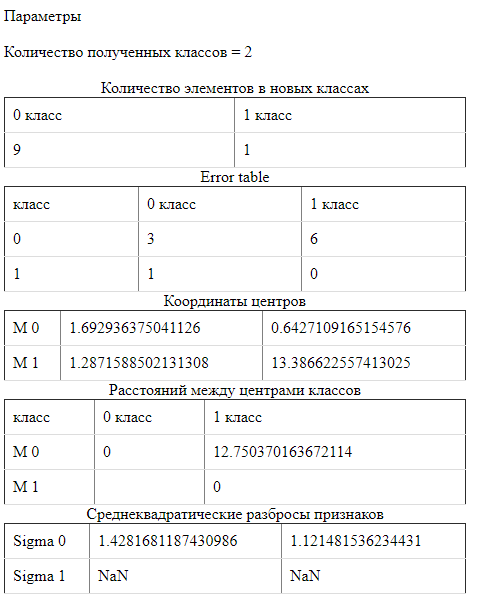 Параметры
Количество полученных классов = 2
Количество элементов в новых классах
0 класс 1 класс
9 1
Error table
класс 0 класс 1 класс
0 3 6
1 1 0
Координаты центров
M 0 1.692936375041126 0.6427109165154576
M 1 1.2871588502131308 13.386622557413025
Расстояний между центрами классов
класс 0 класс 1 класс
M 0 0 12.750370163672114
M 1 0
Среднеквадратические разбросы признаков
Sigma 0 1.4281681187430986 1.121481536234431
Sigma 1 NaN NaN